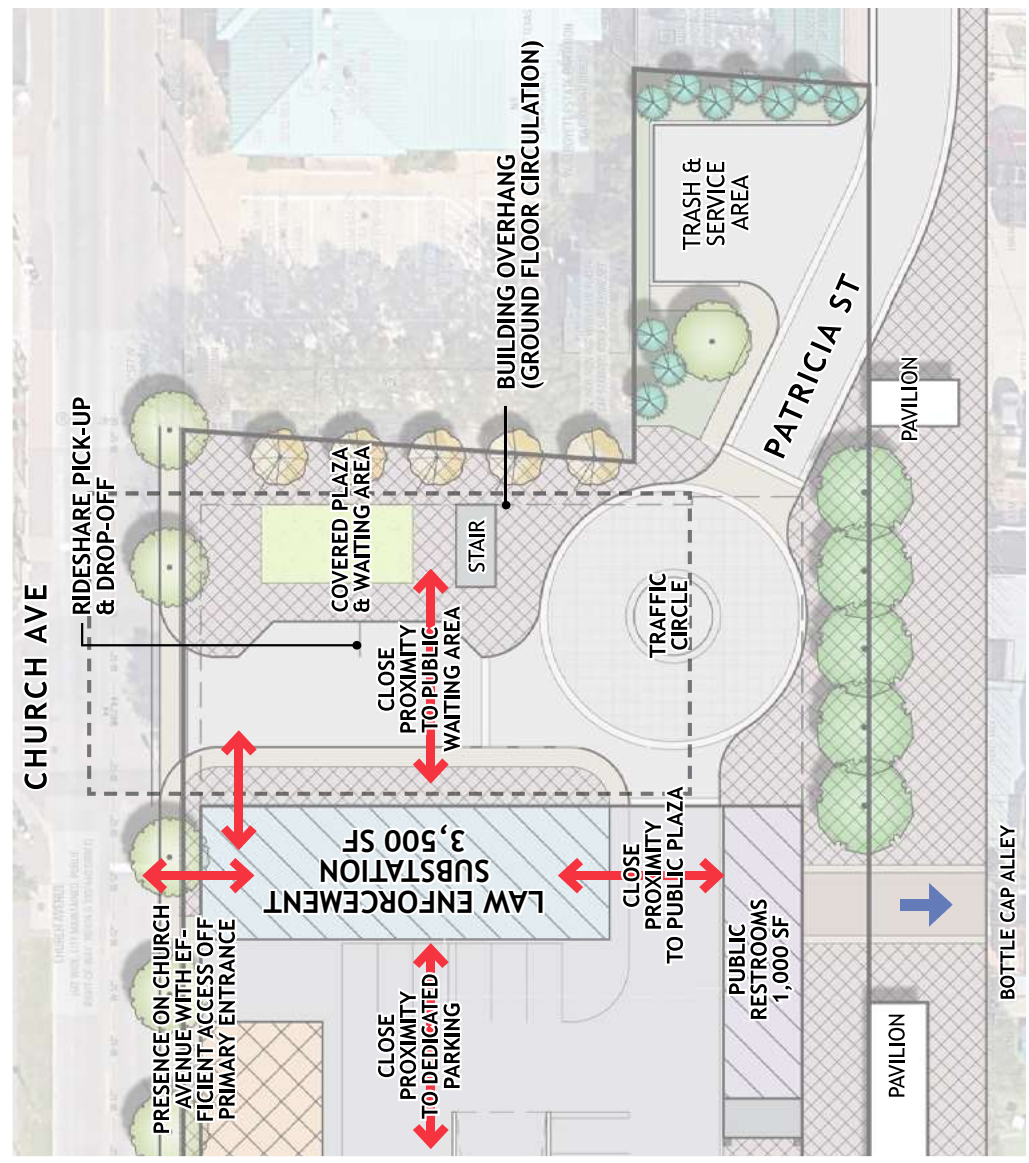 CHURCH AVE
RIDESHARE PICK-UP
& DROP-OFF
COVERED PLAZA
& WAITING AREA
BUILDING OVERHANG
(GROUND FLOOR CIRCULATION)
STAIR
TRASH &
SERVICE
AREA
PATRICIA ST
PAVILION
TRAFFIC
CIRCLE
CLOSE
PROXIMITY
TO PUBLIC
WAITING AREA
LAW ENFORCEMENT
SUBSTATION
3,500 SF
PRESENCE ON CHURCH
AVENUE WITH EF-
FICIENT ACCESS OFF
PRIMARY ENTRANCE
CLOSE
PROXIMITY
TO DEDICATED
PARKING
CLOSE
PROXIMITY
TO PUBLIC PLAZA
PUBLIC
RESTROOMS
1,000 SF
PAVILION
BOTTLE CAP ALLEY